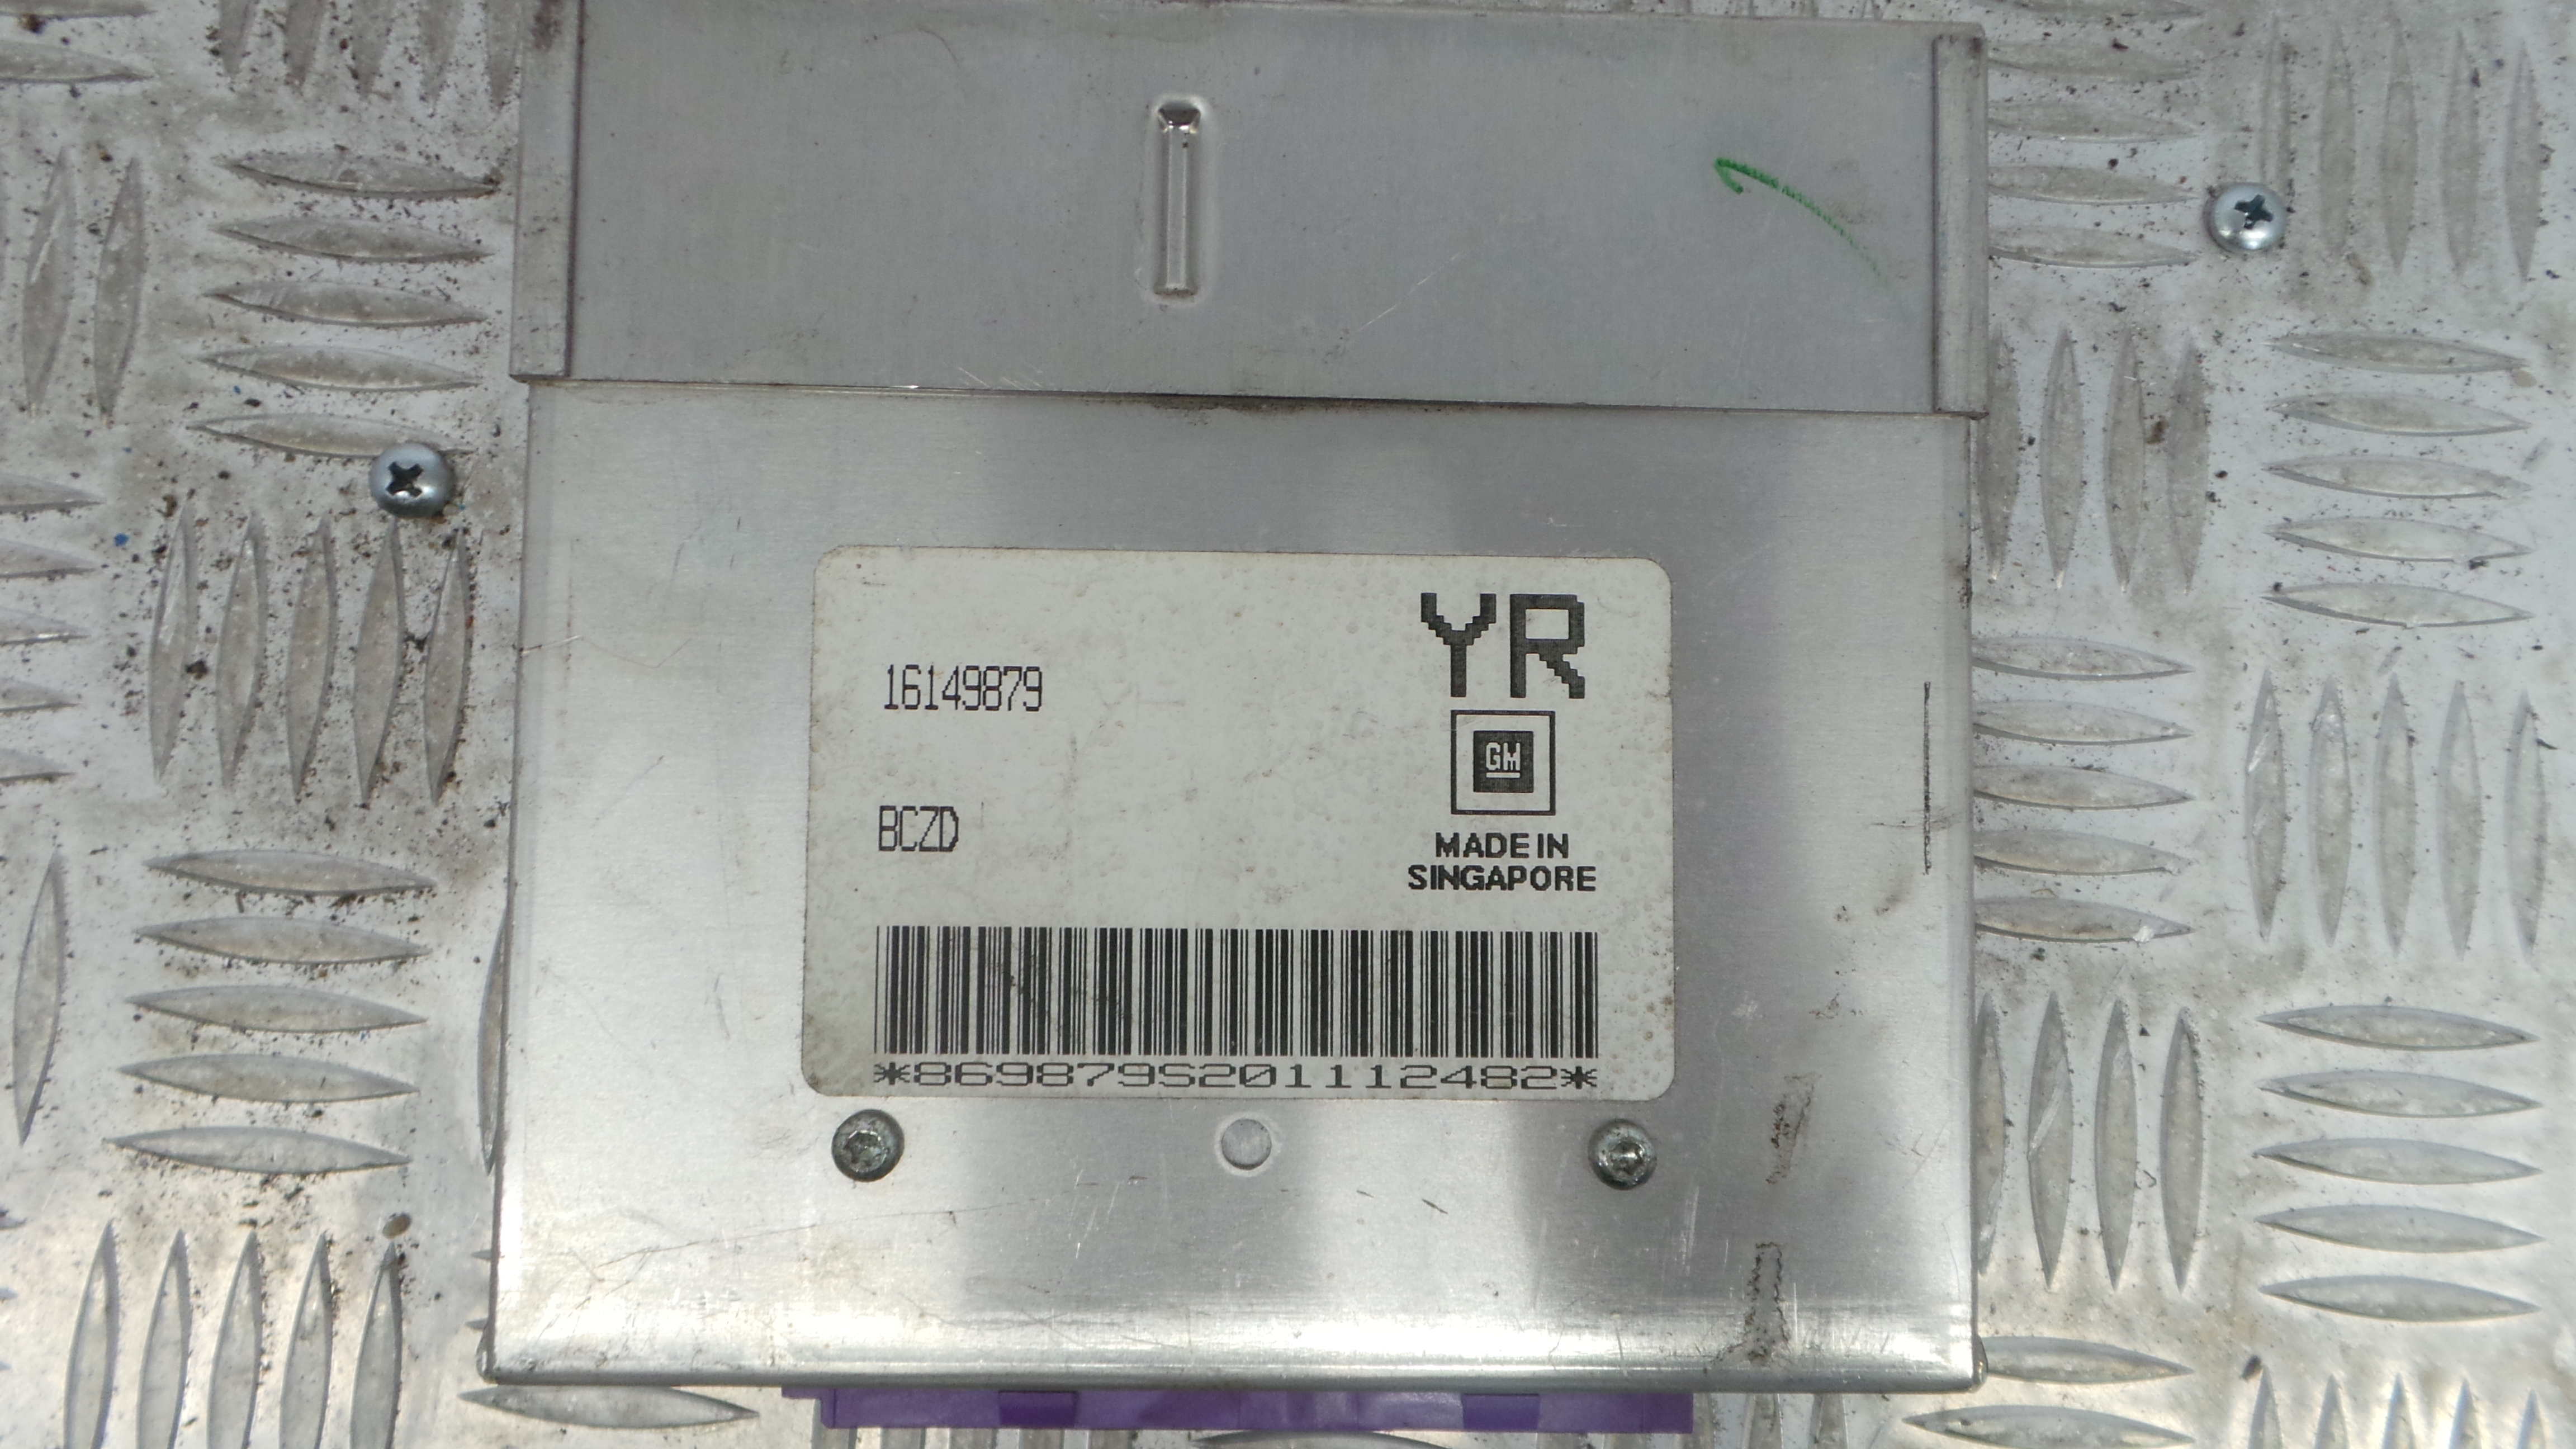 YR
16149879
GM
BCZD
MADE IN
SINGAPORE
*869879S201112482*